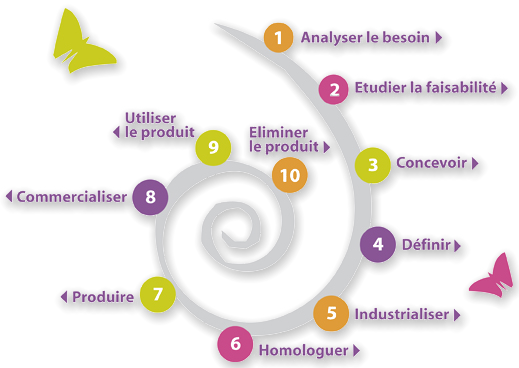 1 Analyser le besoin
2 Etudier la faisabilité
3 Concevoir
4 Définir
5 Industrialiser
6 Homologuer
7 Produire
8 Commercialiser
9 Utiliser
le produit
10 Eliminer
le produit